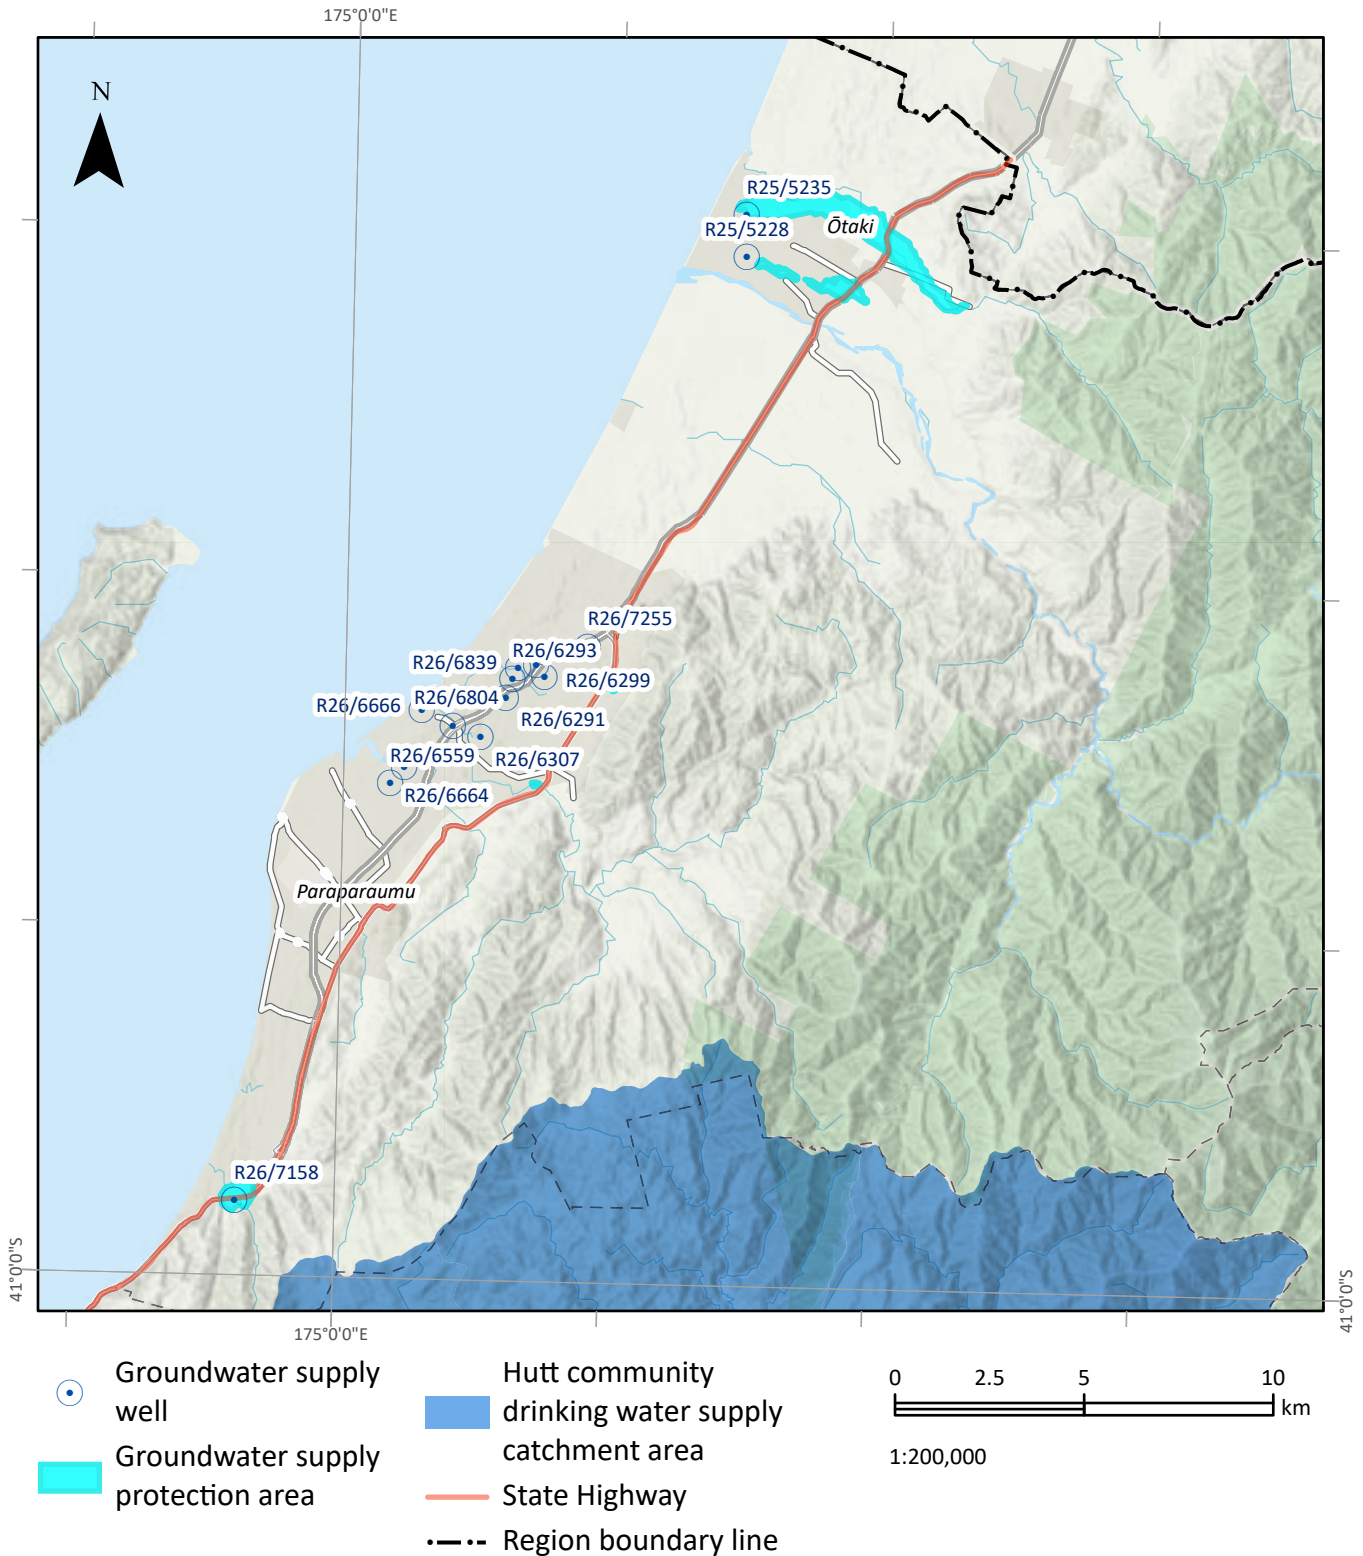 175°0'0"E
N
R25/5235
Ōtaki
R25/5228
R26/7255
R26/6293
R26/6839
R26/6299
R26/6804
R26/6666
R26/6291
R26/6559
R26/6307
R26/6664
Paraparaumu
R26/7158
41°0'0"S
41°0'0"S
175°0'0"E
Groundwater supply
well
Groundwater supply
protection area
Hutt community
drinking water supply
catchment area
State Highway
Region boundary line
0 2.5 5 10
km
1:200,000